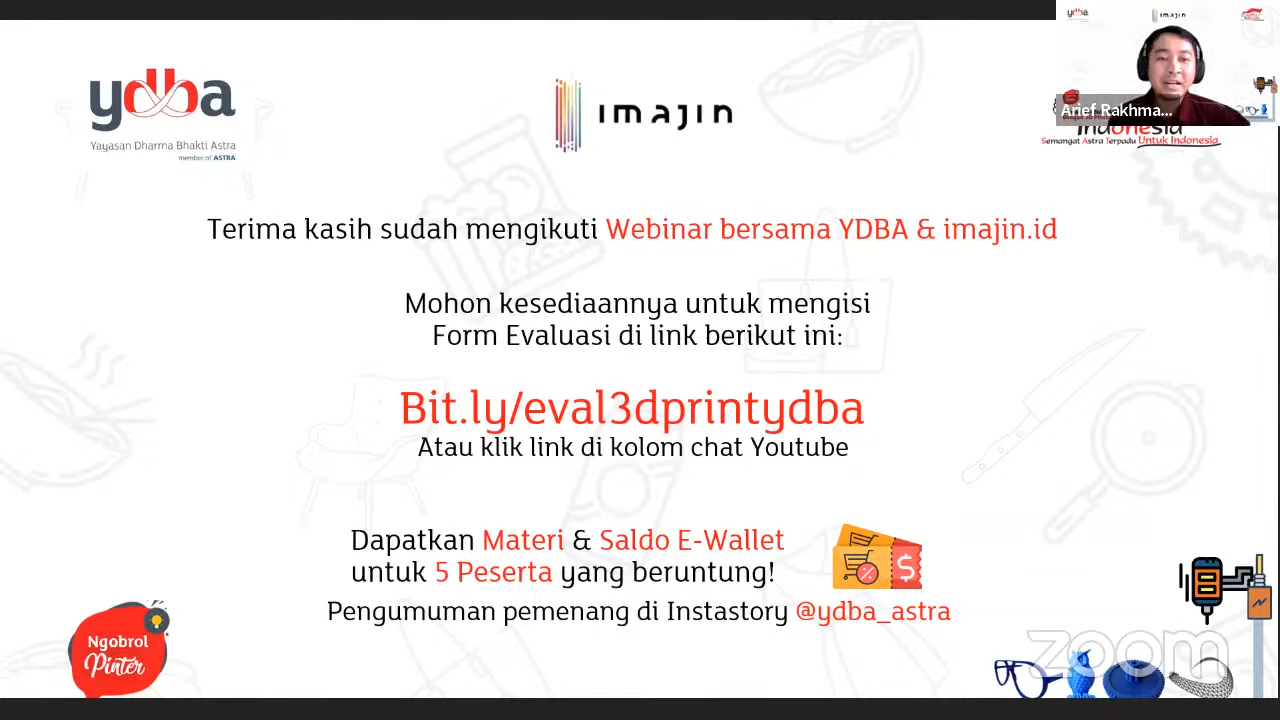 ydba
Yayasan Dharma Bhakti Astra
member of ASTRA
imajin
ydba
imajin
Arief Rakhma...
Indonesia
Semangat Astra Terpadu Untuk Indonesia
Terima kasih sudah mengikuti Webinar bersama YDBA & imajin.id
Mohon kesediaannya untuk mengisi
Form Evaluasi di link berikut ini:
Bit.ly/eval3dprintydba
Atau klik link di kolom chat Youtube
Dapatkan Materi & Saldo E-Wallet
untuk 5 Peserta yang beruntung!
Pengumuman pemenang di Instastory @ydba_astra
Ngobrol
Pinter
zoom